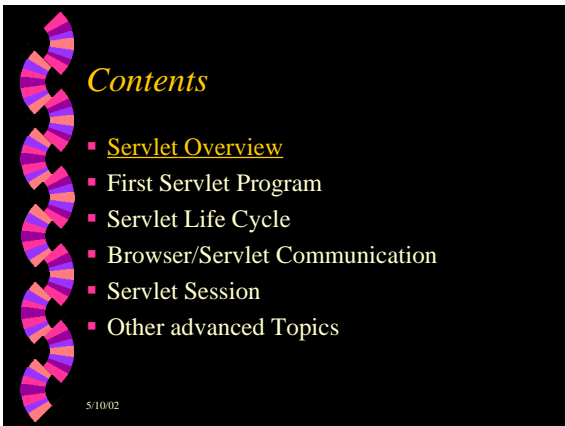 Contents
Servlet Overview
First Servlet Program
Servlet Life Cycle
Browser/Servlet Communication
Servlet Session
Other advanced Topics
5/10/02